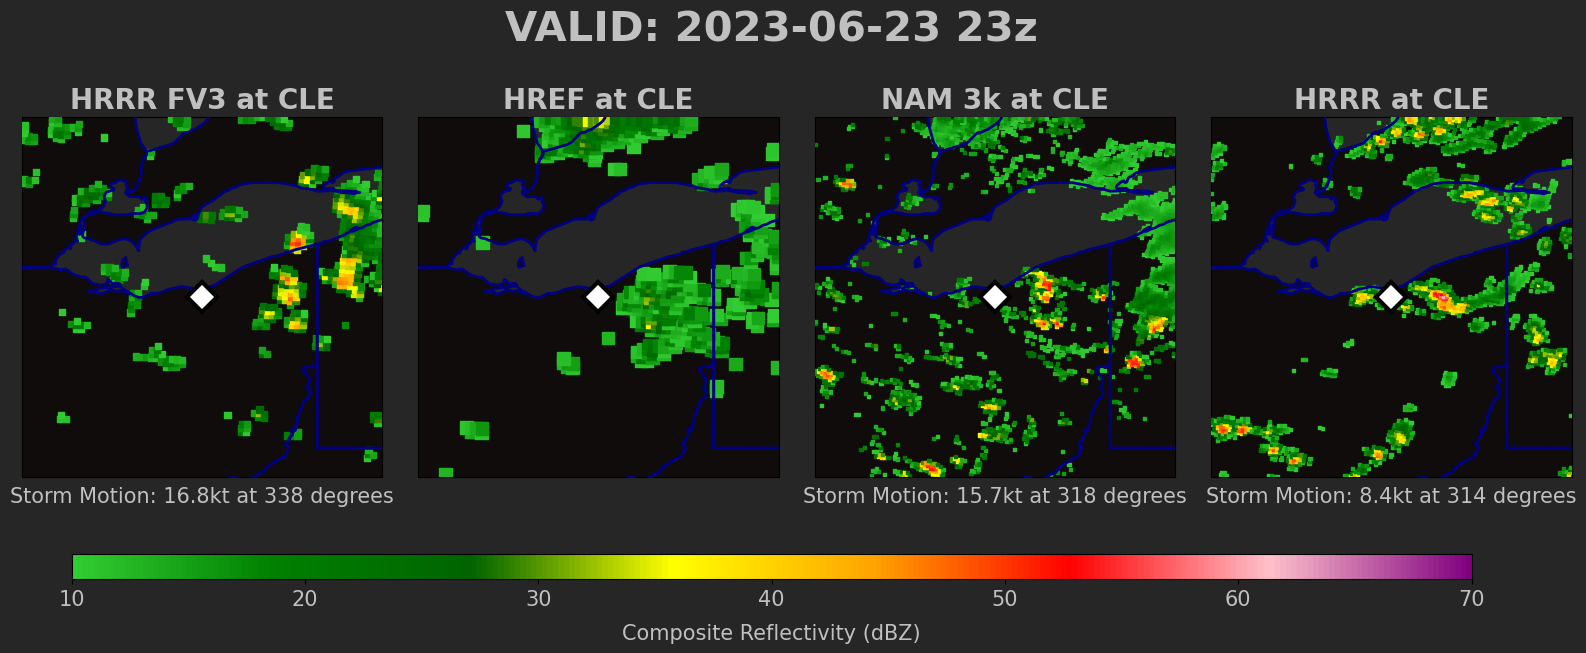 VALID: 2023-06-23 23z
HRRR FV3 at CLE
HREF at CLE
NAM 3k at CLE
HRRR at CLE
Storm Motion: 16.8kt at 338 degrees
Storm Motion: 15.7kt at 318 degrees
Storm Motion: 8.4kt at 314 degrees
10 20 30 40 50 60 70
Composite Reflectivity (dBZ)